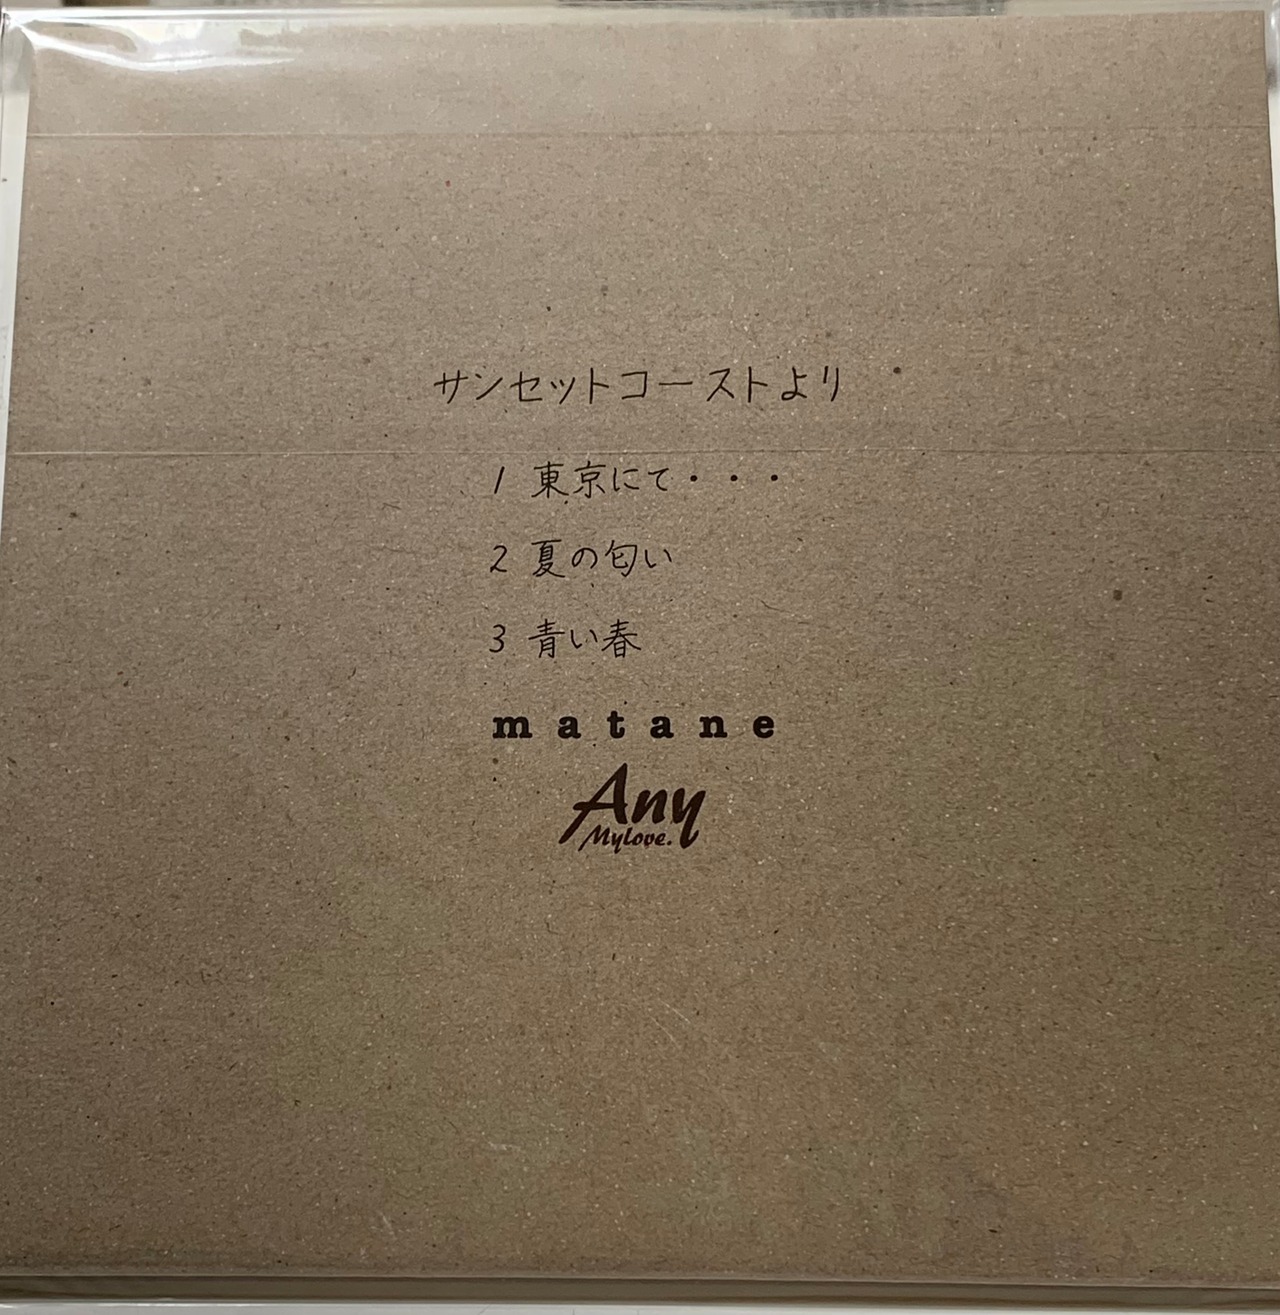 サンセットコーストより
1 東京にて・・・
2 夏の匂い
3 青い春
matane
Any
Mylove.